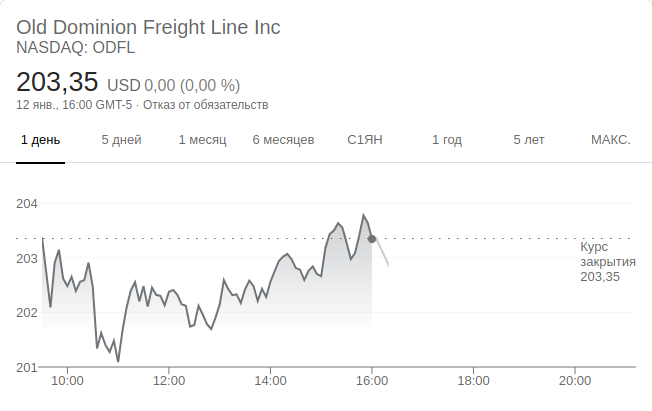 Old Dominion Freight Line Inc
NASDAQ: ODFL
203,35 USD 0,00 (0,00 %)
12 янв., 16:00 GMT-5 · Отказ от обязательств
1 день 5 дней 1 месяц 6 месяцев С1ЯН 1 год 5 лет МАКС.
204
203
202
201
Курс
закрытия
203,35
10:00 12:00 14:00 16:00 18:00 20:00